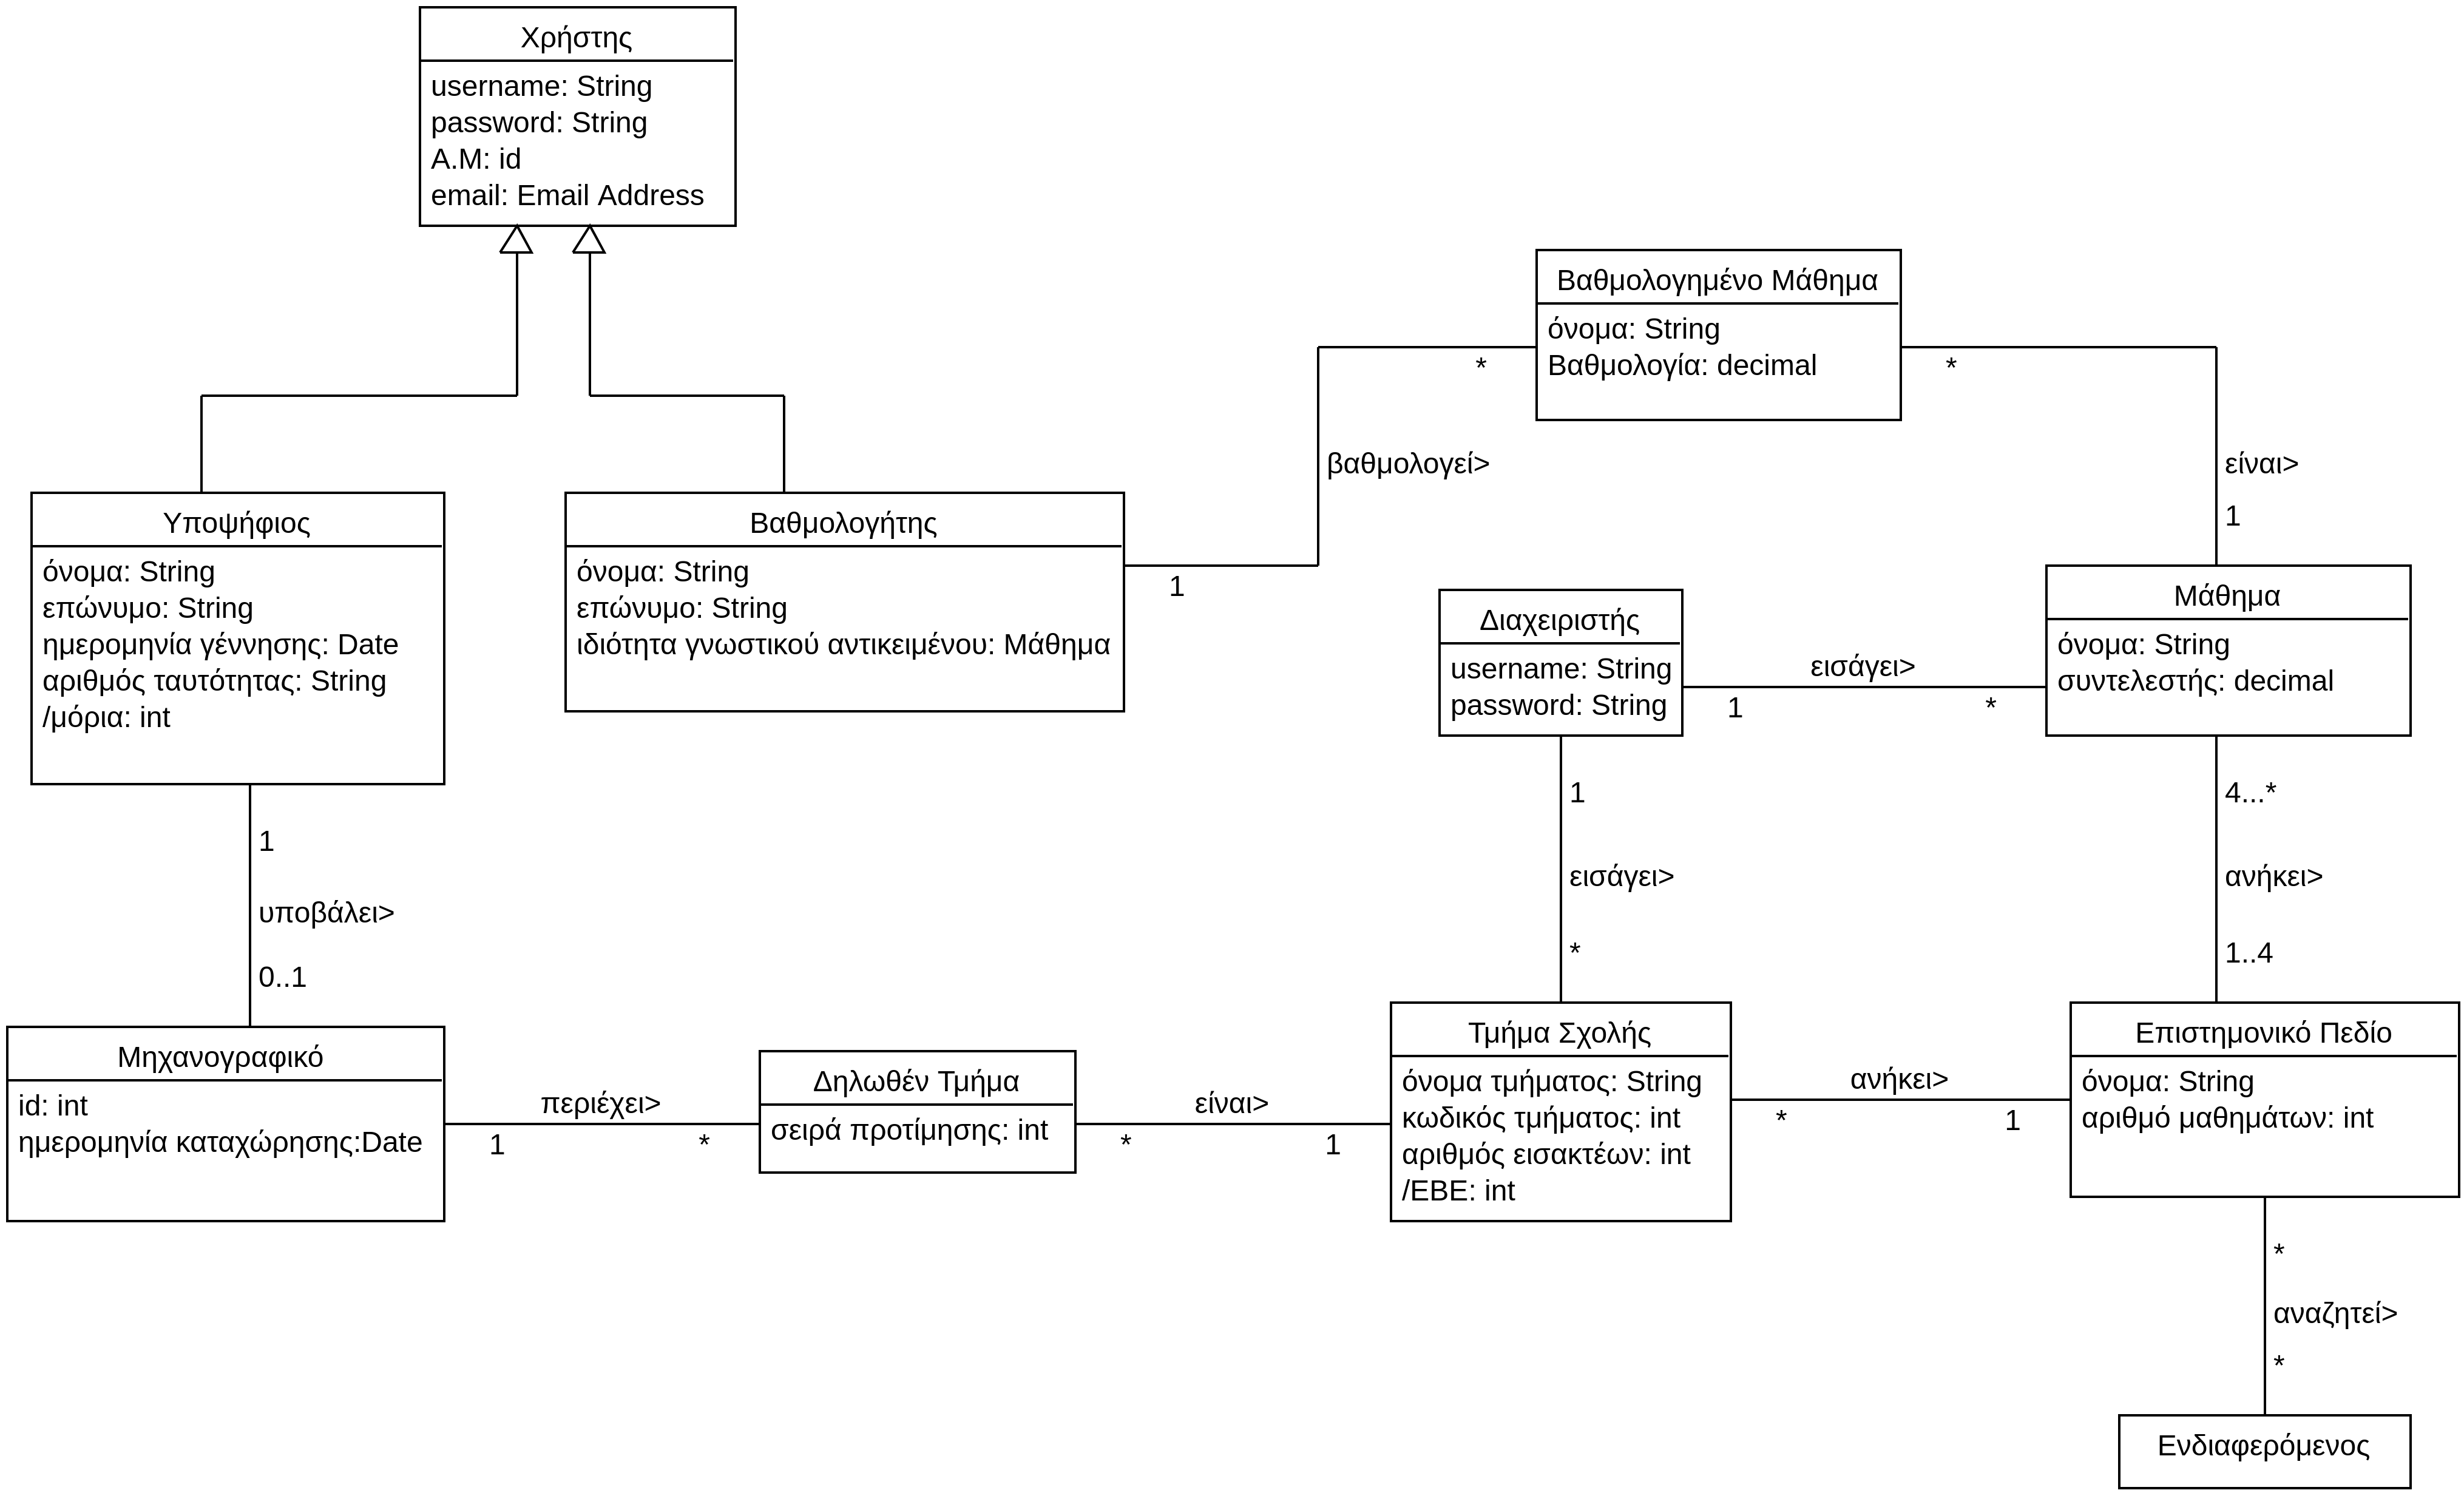 Χρήστης
username: String
password: String
Α.Μ: id
email: Email Address
Βαθμολογημένο Μάθημα
όνομα: String
Βαθμολογία: decimal
*
*
βαθμολογεί>
είναι>
1
Υποψήφιος
όνομα: String
επώνυμο: String
ημερομηνία γέννησης: Date
αριθμός ταυτότητας: String
/μόρια: int
Βαθμολογήτης
όνομα: String
επώνυμο: String
ιδιότητα γνωστικού αντικειμένου: Μάθημα
1
Διαχειριστής
username: String
password: String
εισάγει>
1
*
Μάθημα
όνομα: String
συντελεστής: decimal
1
υποβάλει>
0..1
1
εισάγει>
*
4...*
ανήκει>
1..4
Μηχανογραφικό
id: int
ημερομηνία καταχώρησης:Date
περιέχει>
1
*
Δηλωθέν Τμήμα
σειρά προτίμησης: int
είναι>
*
1
Τμήμα Σχολής
όνομα τμήματος: String
κωδικός τμήματος: int
αριθμός εισακτέων: int
/ΕΒΕ: int
ανήκει>
*
1
Επιστημονικό Πεδίο
όνομα: String
αριθμό μαθημάτων: int
*
αναζητεί>
*
Ενδιαφερόμενος